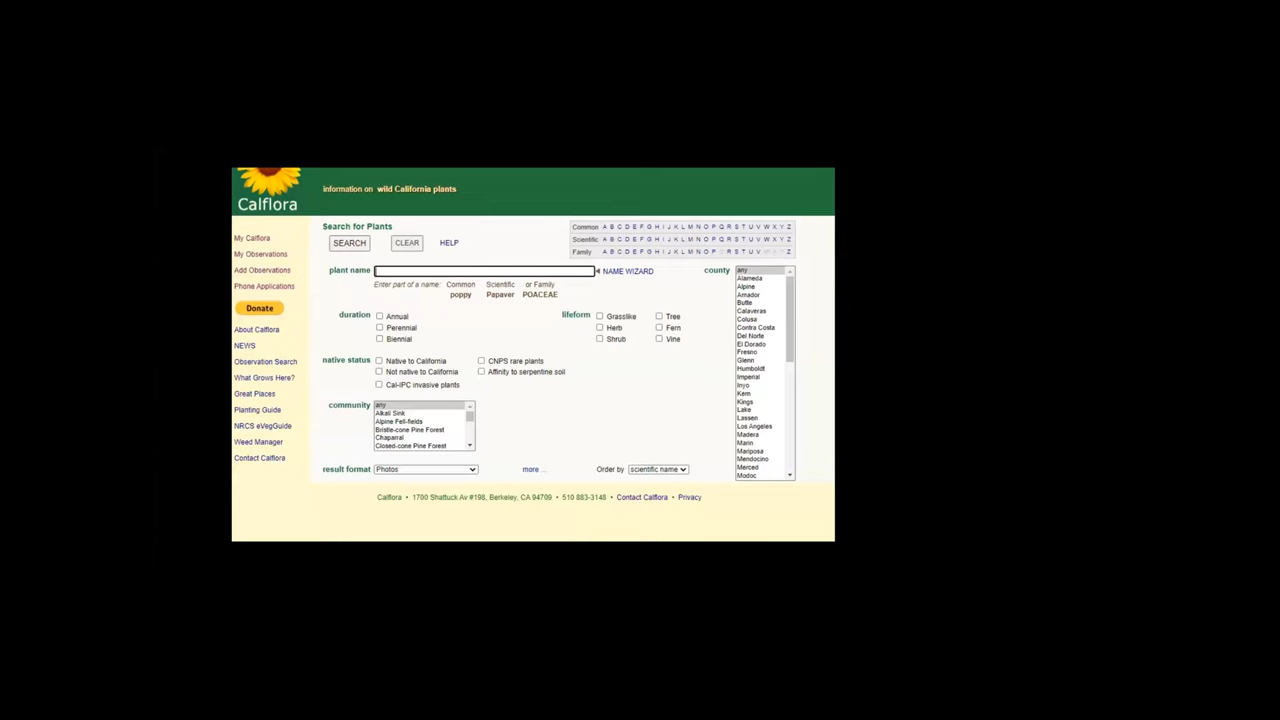 Calflora
information on wild California plants
My Calflora
My Observations
Add Observations
Phone Applications
Donate
About Calflora
NEWS
Observation Search
What Grows Here?
Great Places
Planting Guide
NRCS eVegGuide
Weed Manager
Contact Calflora
Search for Plants
SEARCH CLEAR HELP
Common A B C D E F G H I J K L M N O P Q R S T U V W X Y Z
Scientific A B C D E F G H I J K L M N O P Q R S T U V W X Y Z
Family A B C D E F G H I J K L M N O P Q R S T U V W X Y Z
plant name NAME WIZARD
Enter part of a name: Common Scientific or Family
poppy Papaver POACEAE
duration Annual
Perennial
Biennial
lifeform Grasslike Tree
Herb Fern
Shrub Vine
native status Native to California CNPS rare plants
Not native to California Affinity to serpentine soil
Cal-IPC invasive plants
community any
Alkali Sink
Alpine Fell-fields
Bristle-cone Pine Forest
Chaparral
Closed-cone Pine Forest
result format Photos more ... Order by scientific name
county any
Alameda
Alpine
Amador
Butte
Calaveras
Colusa
Contra Costa
Del Norte
El Dorado
Fresno
Glenn
Humboldt
Imperial
Inyo
Kern
Kings
Lake
Lassen
Los Angeles
Madera
Marin
Mariposa
Mendocino
Merced
Modoc
Calflora • 1700 Shattuck Av #198, Berkeley, CA 94709 • 510 883-3148 • Contact Calflora • Privacy